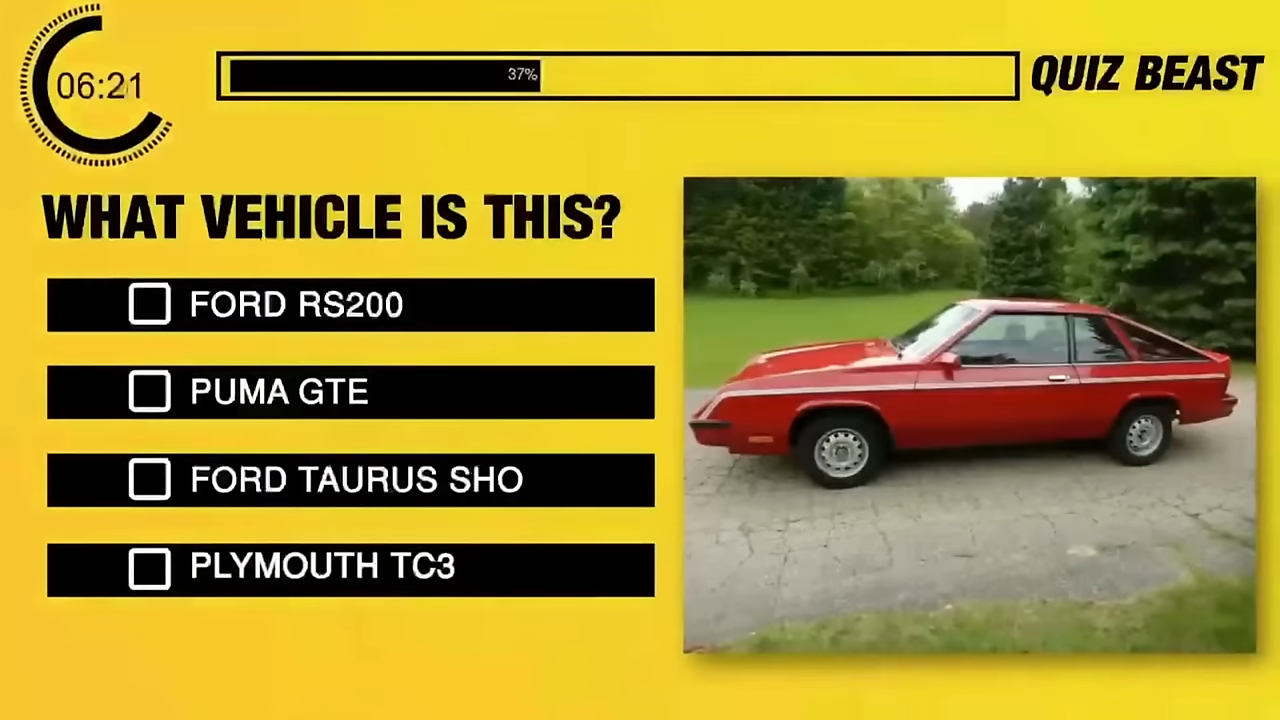 06:21
37%
QUIZ BEAST
WHAT VEHICLE IS THIS?
FORD RS200
PUMA GTE
FORD TAURUS SHO
PLYMOUTH TC3